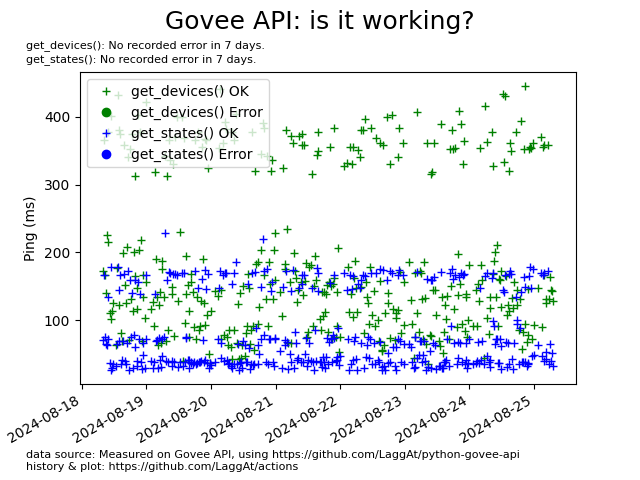 Govee API: is it working?
get_devices(): No recorded error in 7 days.
get_states(): No recorded error in 7 days.
get_devices() OK
get_devices() Error
get_states() OK
get_states() Error
400
300
200
100
Ping (ms)
2024-08-18
2024-08-19
2024-08-20
2024-08-21
2024-08-22
2024-08-23
2024-08-24
2024-08-25
data source: Measured on Govee API, using https://github.com/LaggAt/python-govee-api
history & plot: https://github.com/LaggAt/actions